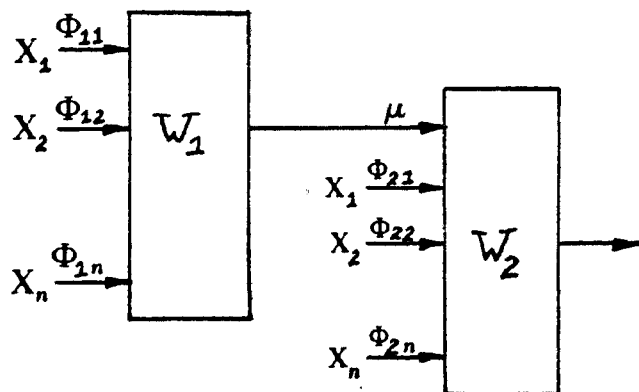 X₁ Φ₁₁
X₂ Φ₁₂
W₁
Xₙ Φ₁ₙ
μ
X₁ Φ₂₁
X₂ Φ₂₂
W₂
Xₙ Φ₂ₙ